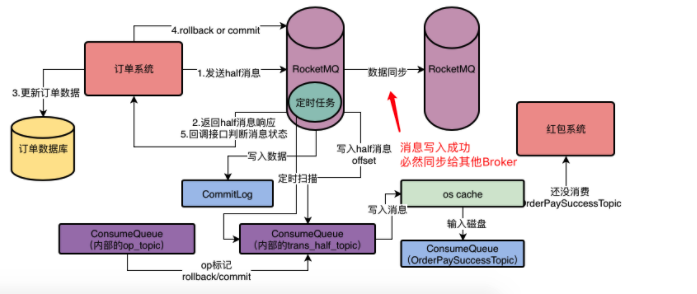 4.rollback or commit
订单系统
1.发送half消息
RocketMQ
数据同步
RocketMQ
定时任务
3.更新订单数据
2.返回half消息响应
5.回调接口判断消息状态
订单数据库
写入half消息
offset
消息写入成功
必然同步给其他Broker
红包系统
写入数据
定时扫描
CommitLog
os cache
还没消费
OrderPaySuccessTopic
写入消息
输入磁盘
ConsumeQueue
（内部的op_topic）
ConsumeQueue
（内部的trans_half_topic）
ConsumeQueue
（OrderPaySuccessTopic）
op标记
rollback/commit